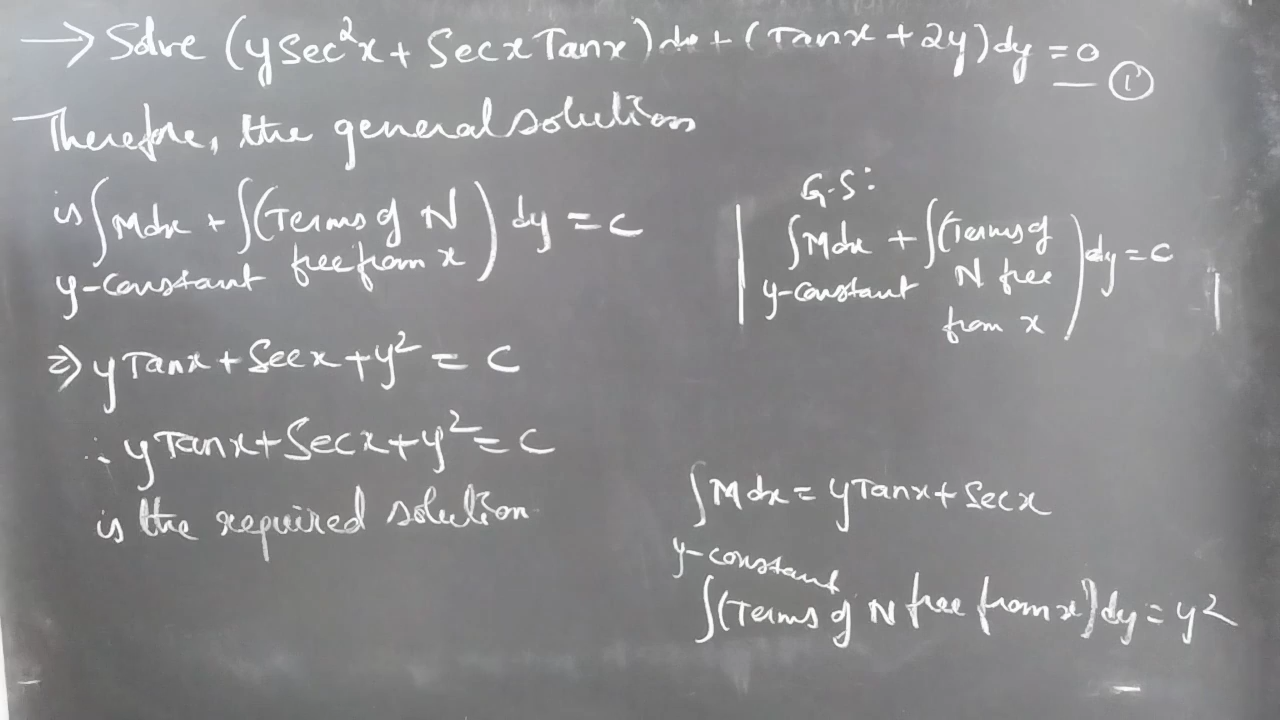 → Solve (y Sec²x + Secx Tanx) dx + (Tanx + 2y) dy = 0 — ①
Therefore, the general solution
is ∫Mdx + ∫(Terms of N) dy = C
y-constant free from x
⇒ y Tanx + Secx + y² = C
∴ y Tanx + Secx + y² = C
is the required solution.
G.S:
∫Mdx + ∫(Terms of
y-constant N free) dy = C
from x
∫Mdx = y Tanx + Secx
y-constant
∫(Terms of N free from x) dy = y²